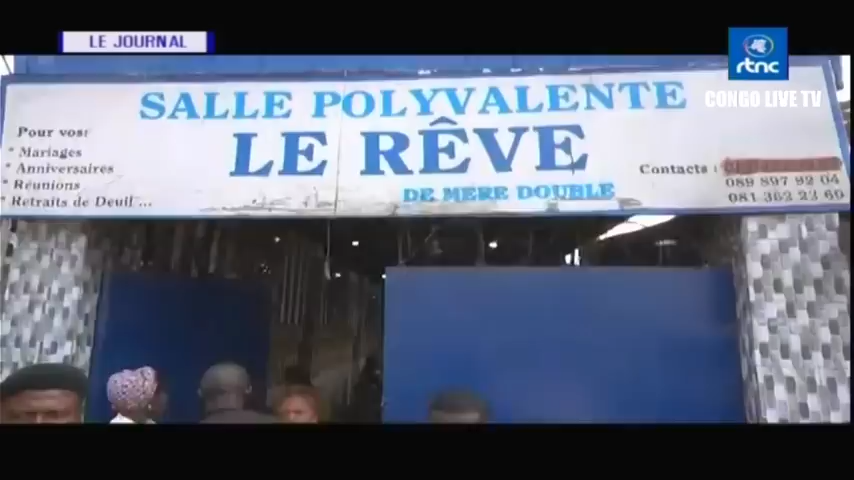 LE JOURNAL
rtnc
CONGO LIVE TV
SALLE POLYVALENTE
LE RÊVE
DE MERE DOUBLE
Pour vos:
* Mariages
* Anniversaires
* Réunions
* Retraits de Deuil ...
Contacts :
089 897 92 04
081 362 23 60